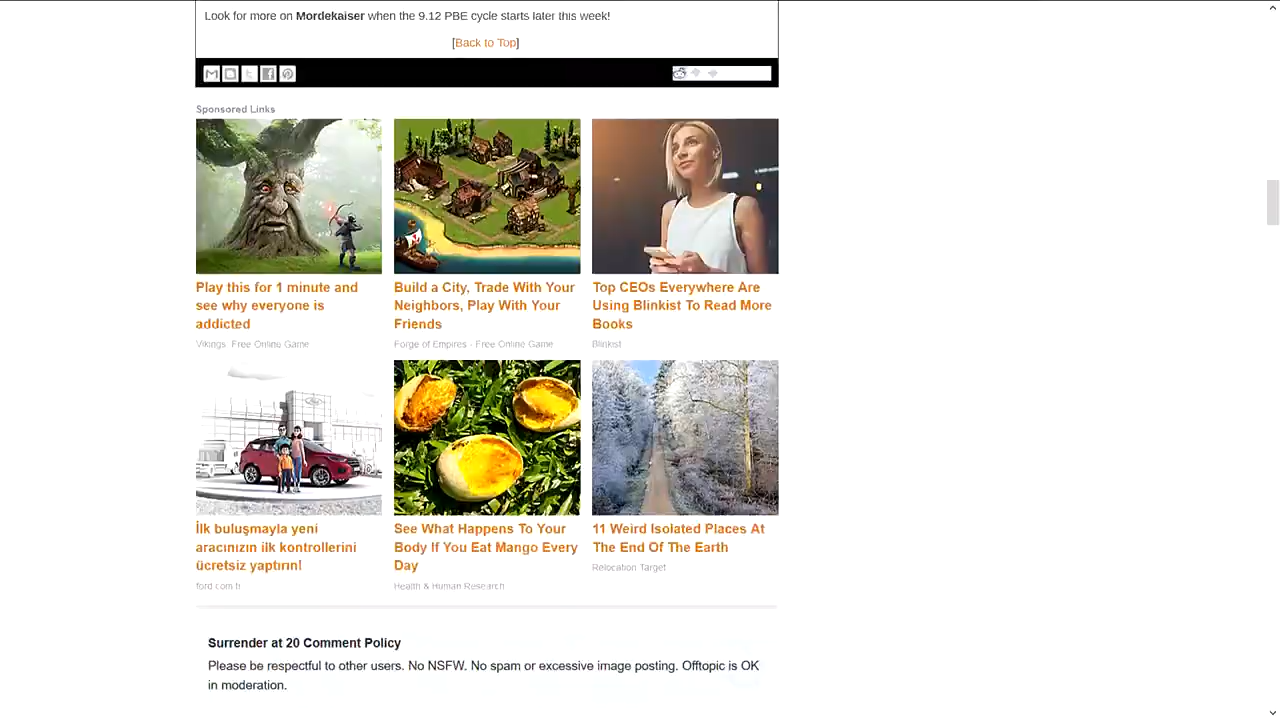 Look for more on Mordekaiser when the 9.12 PBE cycle starts later this week!
[Back to Top]
Sponsored Links
Play this for 1 minute and
see why everyone is
addicted
Vikings: Free Online Game
Build a City, Trade With Your
Neighbors, Play With Your
Friends
Forge of Empires - Free Online Game
Top CEOs Everywhere Are
Using Blinkist To Read More
Books
Blinkist
İlk buluşmayla yeni
aracınızın ilk kontrollerini
ücretsiz yaptırın!
ford.com.tr
See What Happens To Your
Body If You Eat Mango Every
Day
Health & Human Research
11 Weird Isolated Places At
The End Of The Earth
Relocation Target
Surrender at 20 Comment Policy
Please be respectful to other users. No NSFW. No spam or excessive image posting. Offtopic is OK
in moderation.